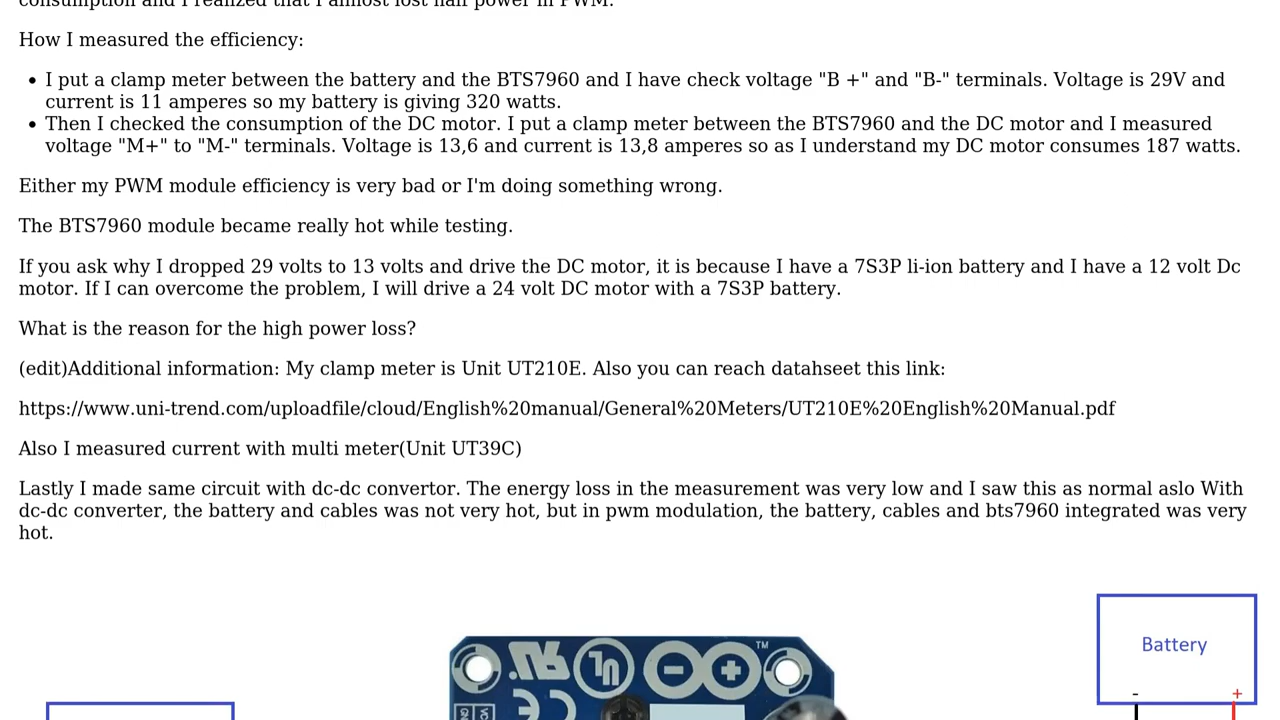 consumption and I realized that I almost lost half power in PWM.
How I measured the efficiency:
I put a clamp meter between the battery and the BTS7960 and I have check voltage "B +" and "B-" terminals. Voltage is 29V and
current is 11 amperes so my battery is giving 320 watts.
Then I checked the consumption of the DC motor. I put a clamp meter between the BTS7960 and the DC motor and I measured
voltage "M+" to "M-" terminals. Voltage is 13,6 and current is 13,8 amperes so as I understand my DC motor consumes 187 watts.
Either my PWM module efficiency is very bad or I'm doing something wrong.
The BTS7960 module became really hot while testing.
If you ask why I dropped 29 volts to 13 volts and drive the DC motor, it is because I have a 7S3P li-ion battery and I have a 12 volt Dc
motor. If I can overcome the problem, I will drive a 24 volt DC motor with a 7S3P battery.
What is the reason for the high power loss?
(edit)Additional information: My clamp meter is Unit UT210E. Also you can reach datahseet this link:
https://www.uni-trend.com/uploadfile/cloud/English%20manual/General%20Meters/UT210E%20English%20Manual.pdf
Also I measured current with multi meter(Unit UT39C)
Lastly I made same circuit with dc-dc convertor. The energy loss in the measurement was very low and I saw this as normal aslo With
dc-dc converter, the battery and cables was not very hot, but in pwm modulation, the battery, cables and bts7960 integrated was very
hot.
Battery
- +
TM